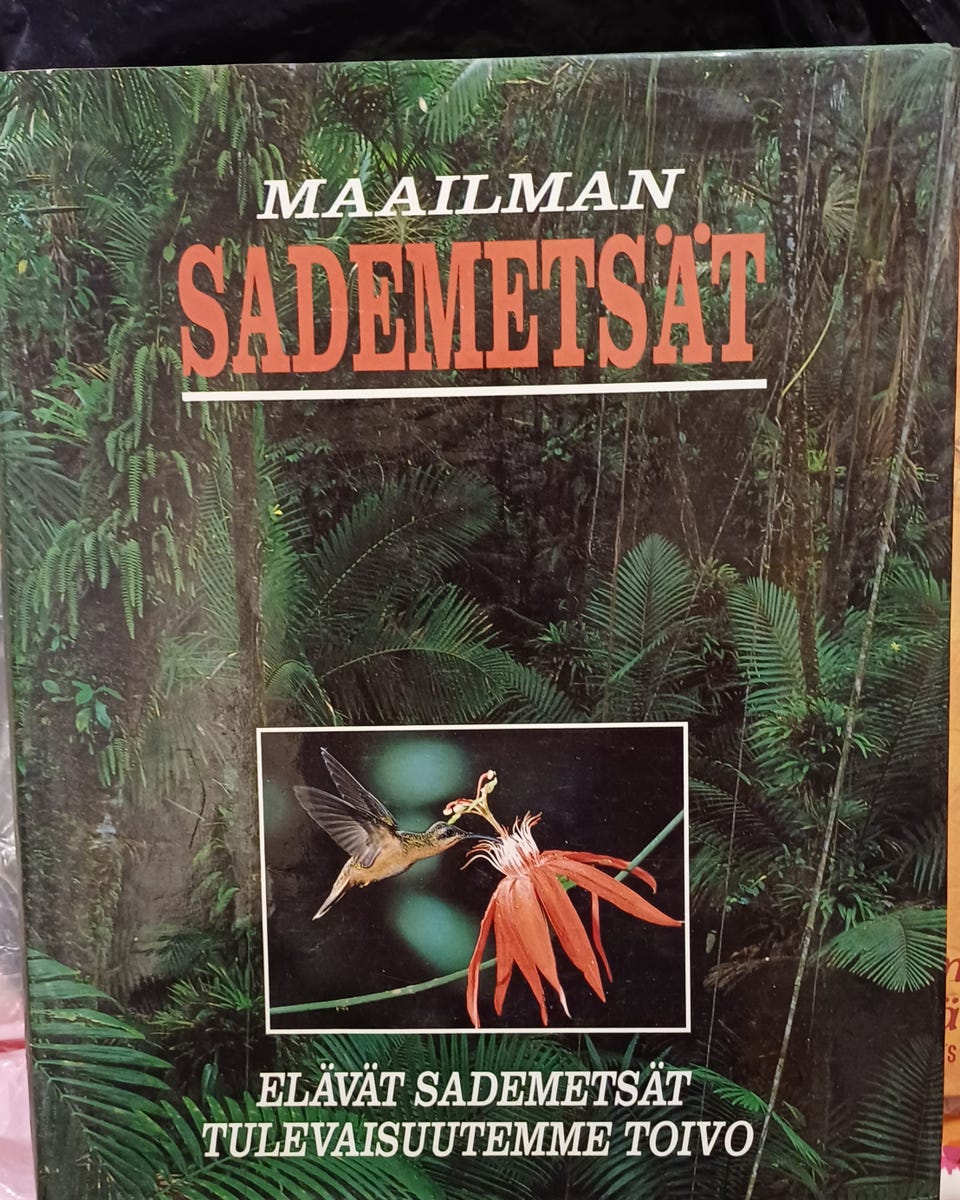 MAAILMAN
SADEMETSÄT
ELÄVÄT SADEMETSÄT
TULEVAISUUTEMME TOIVO